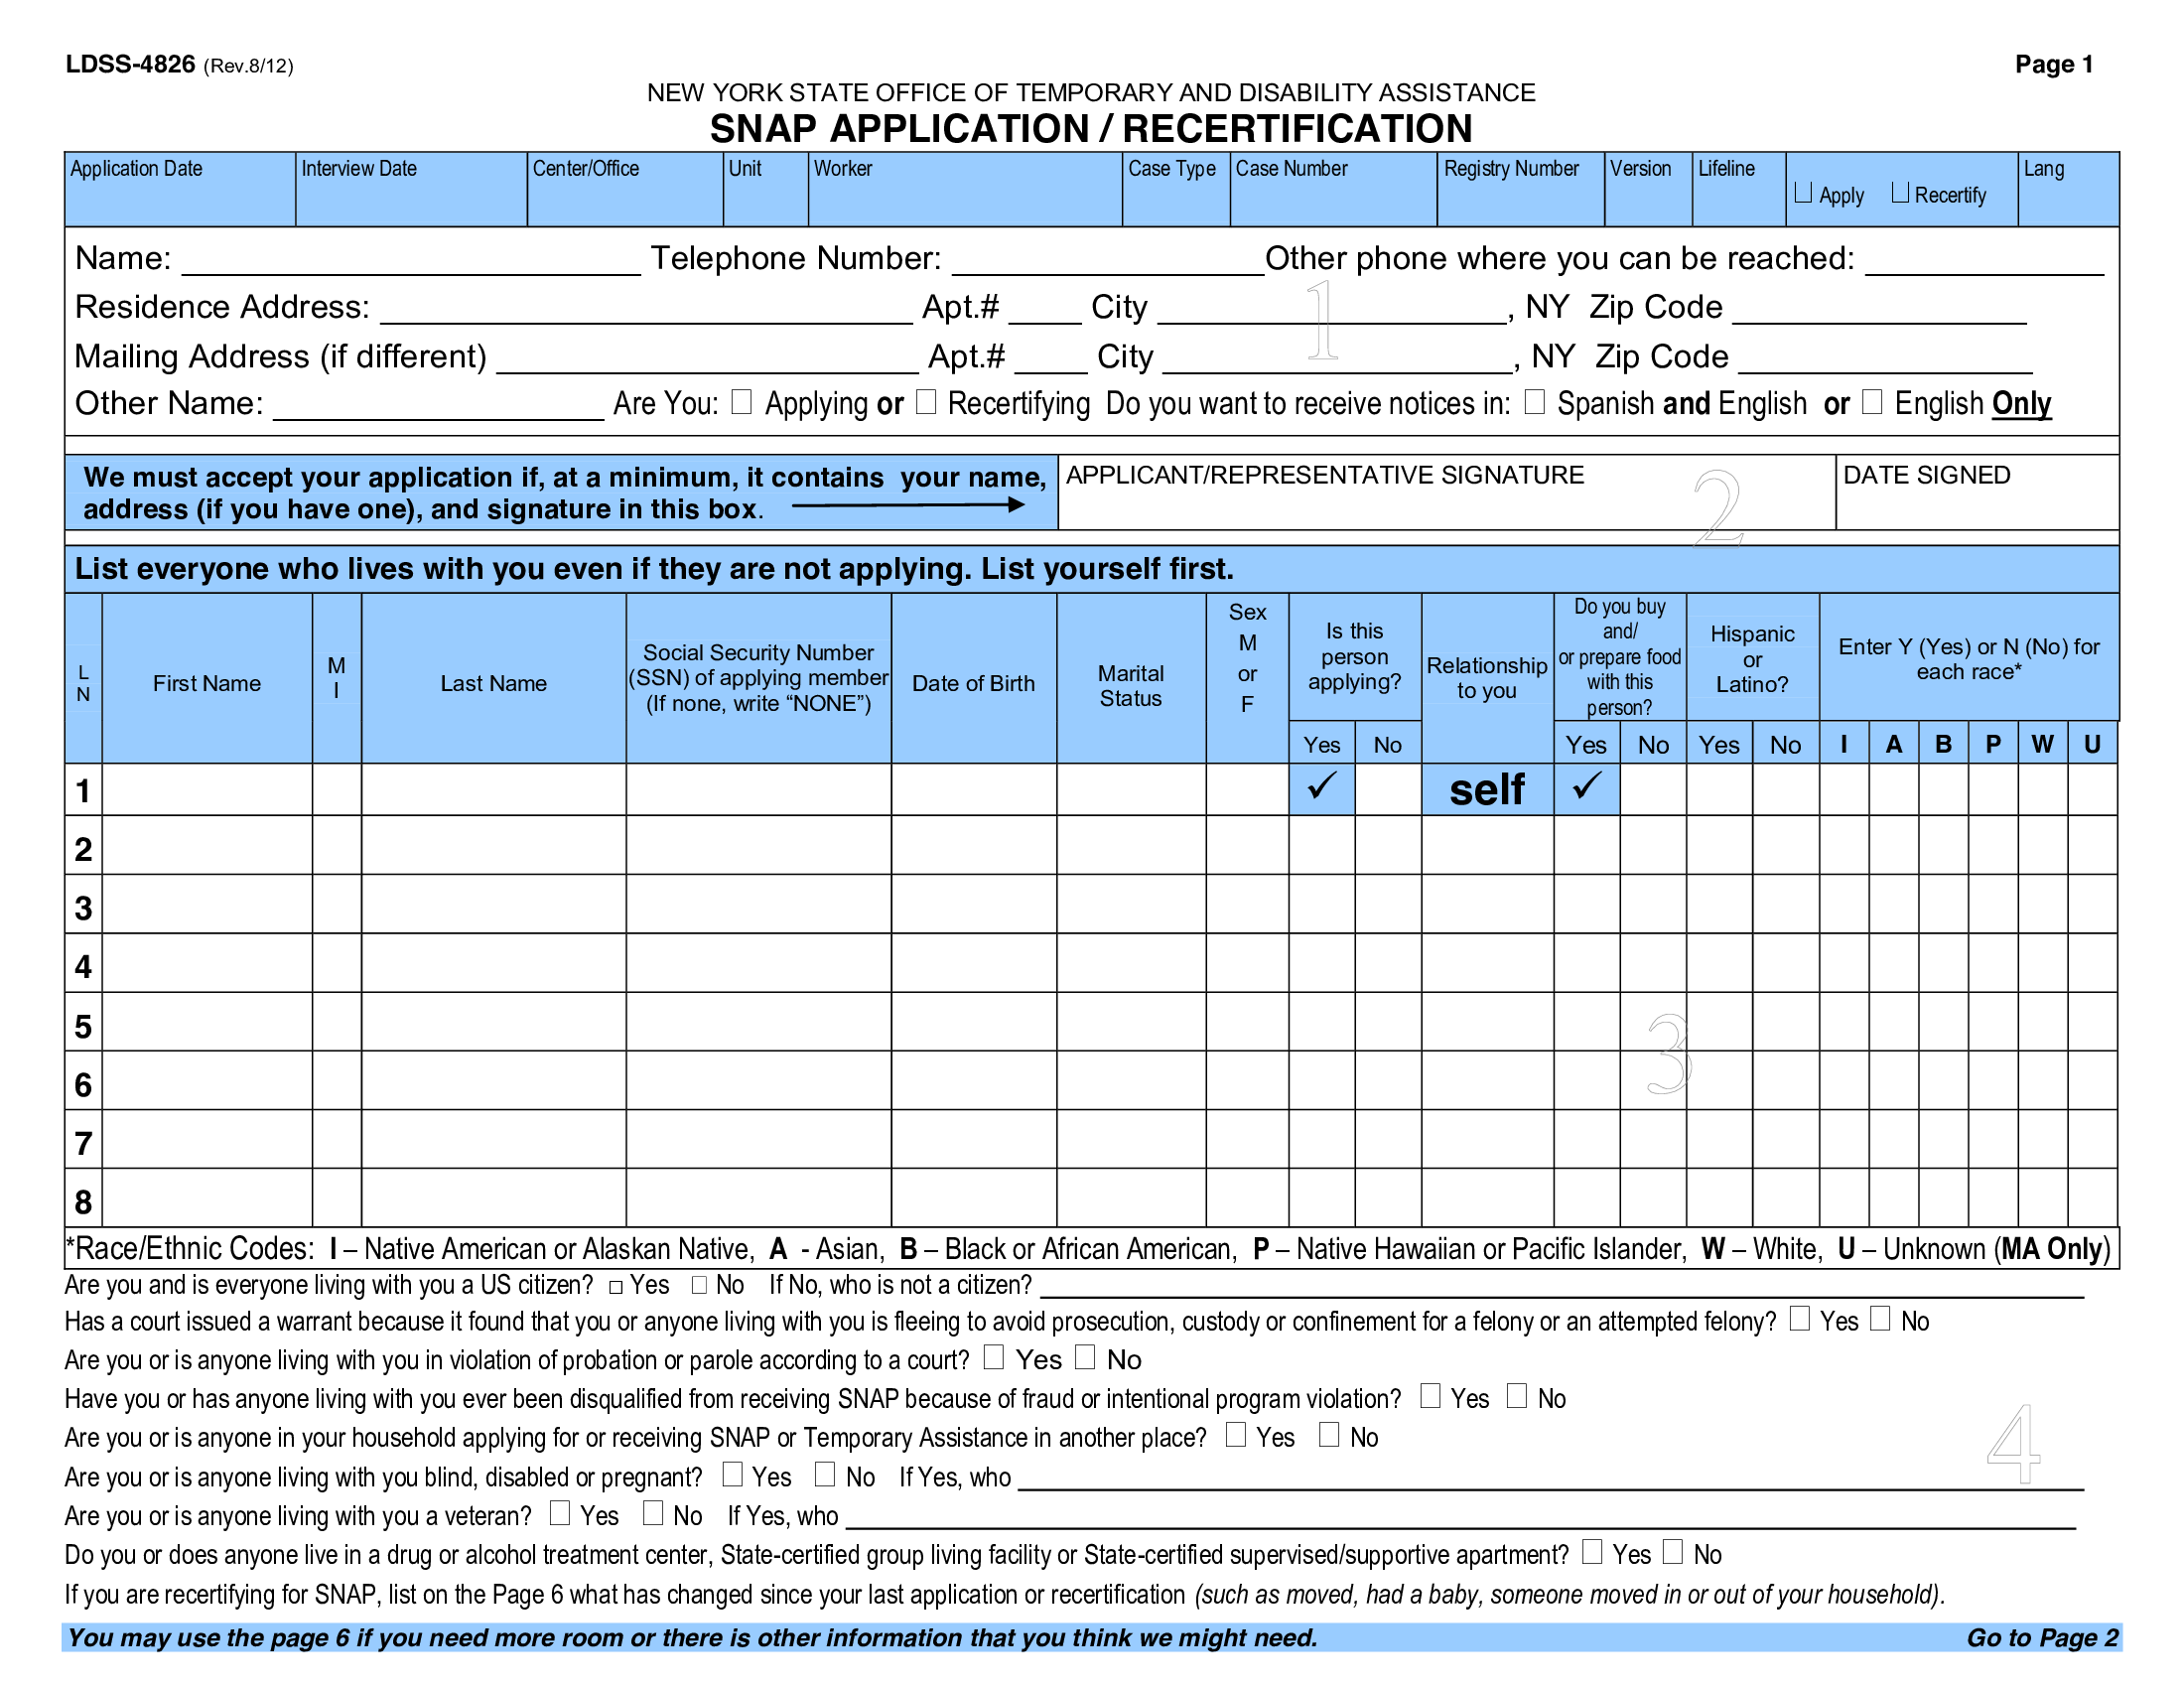 LDSS-4826 (Rev.8/12) Page 1
NEW YORK STATE OFFICE OF TEMPORARY AND DISABILITY ASSISTANCE
SNAP APPLICATION / RECERTIFICATION
Application Date Interview Date Center/Office Unit Worker Case Type Case Number Registry Number Version Lifeline ☐ Apply ☐ Recertify Lang
Name: ____ Telephone Number: ____ Other phone where you can be reached: ____
Residence Address: ____ Apt.# ____ City ____, NY Zip Code ____
1
Mailing Address (if different) ____ Apt.# ____ City ____, NY Zip Code ____
Other Name: ____ Are You: ☐ Applying or ☐ Recertifying Do you want to receive notices in: ☐ Spanish and English or ☐ English Only
We must accept your application if, at a minimum, it contains your name,
address (if you have one), and signature in this box.
APPLICANT/REPRESENTATIVE SIGNATURE
2
DATE SIGNED
List everyone who lives with you even if they are not applying. List yourself first.
L
N
First Name
M
I
Last Name
Social Security Number
(SSN) of applying member
(If none, write “NONE”)
Date of Birth
Marital
Status
Sex
M
or
F
Is this
person
applying?
Yes No
Relationship
to you
Do you buy
and/
or prepare food
with this
person?
Yes No
Hispanic
or
Latino?
Yes No
Enter Y (Yes) or N (No) for
each race*
I A B P W U
1 ✓ self ✓
2
3
4
5
3
6
7
8
*Race/Ethnic Codes: I – Native American or Alaskan Native, A - Asian, B – Black or African American, P – Native Hawaiian or Pacific Islander, W – White, U – Unknown (MA Only)
Are you and is everyone living with you a US citizen? ☐ Yes ☐ No If No, who is not a citizen? ____
Has a court issued a warrant because it found that you or anyone living with you is fleeing to avoid prosecution, custody or confinement for a felony or an attempted felony? ☐ Yes ☐ No
Are you or is anyone living with you in violation of probation or parole according to a court? ☐ Yes ☐ No
Have you or has anyone living with you ever been disqualified from receiving SNAP because of fraud or intentional program violation? ☐ Yes ☐ No
Are you or is anyone in your household applying for or receiving SNAP or Temporary Assistance in another place? ☐ Yes ☐ No
4
Are you or is anyone living with you blind, disabled or pregnant? ☐ Yes ☐ No If Yes, who ____
Are you or is anyone living with you a veteran? ☐ Yes ☐ No If Yes, who ____
Do you or does anyone live in a drug or alcohol treatment center, State-certified group living facility or State-certified supervised/supportive apartment? ☐ Yes ☐ No
If you are recertifying for SNAP, list on the Page 6 what has changed since your last application or recertification (such as moved, had a baby, someone moved in or out of your household).
You may use the page 6 if you need more room or there is other information that you think we might need. Go to Page 2